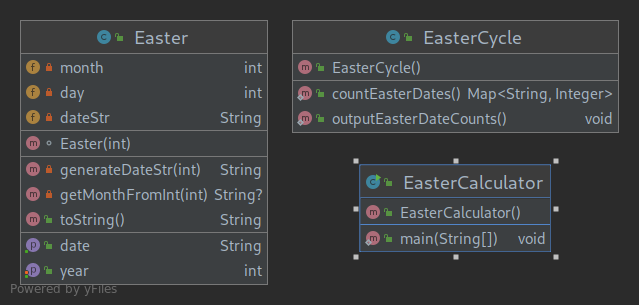 Easter
month int
day int
dateStr String
Easter(int)
generateDateStr(int) String
getMonthFromInt(int) String?
toString() String
date String
year int
EasterCycle
EasterCycle()
countEasterDates() Map<String, Integer>
outputEasterDateCounts() void
EasterCalculator
EasterCalculator()
main(String[]) void
Powered by yFiles